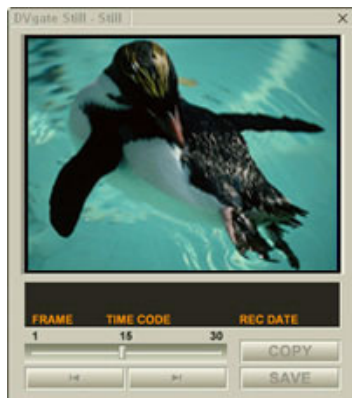 DVgate Still - Still
FRAME TIME CODE REC DATE
1 15 30
COPY
SAVE